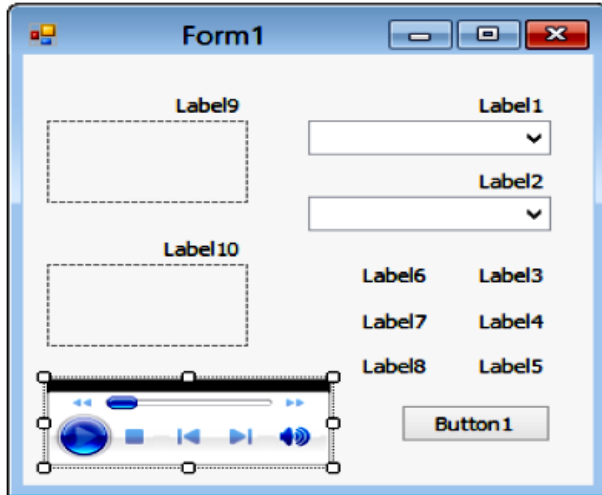 Form1
Label9 Label1
Label2
Label10
Label6 Label3
Label7 Label4
Label8 Label5
Button1